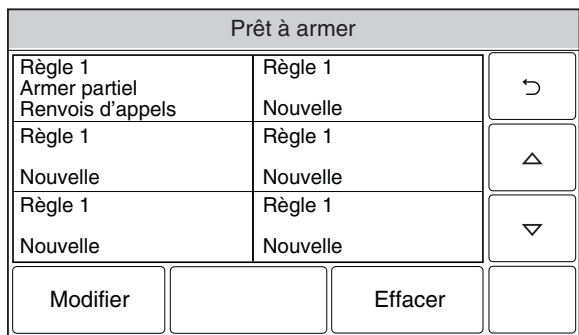 Prêt à armer
Règle 1
Armer partiel
Renvois d'appels
Règle 1
Nouvelle
Règle 1
Nouvelle
Règle 1
Nouvelle
Règle 1
Nouvelle
Règle 1
Nouvelle
Modifier
Effacer